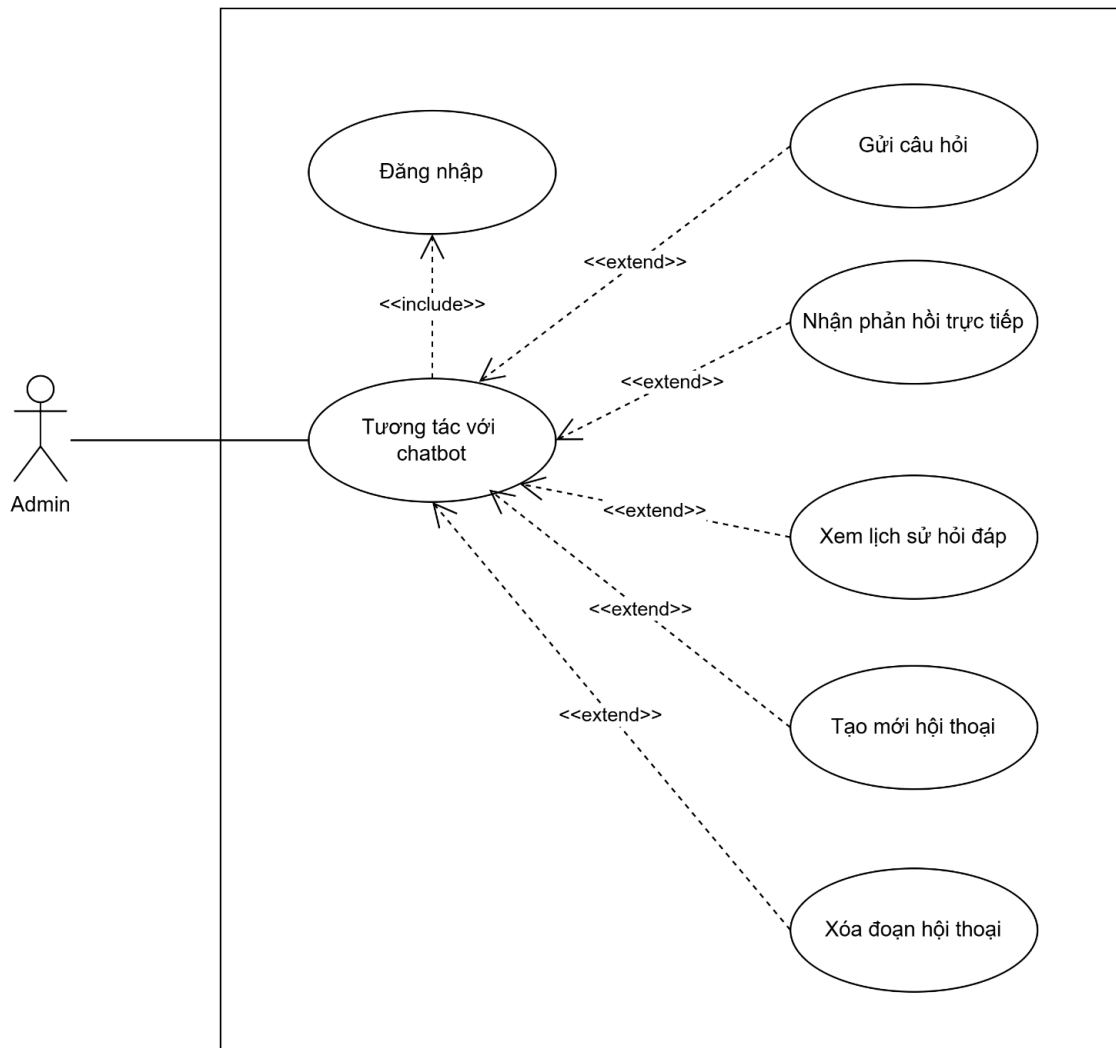 Gửi câu hỏi
Đăng nhập
<<extend>>
<<include>>
Nhận phản hồi trực tiếp
<<extend>>
Tương tác với
chatbot
Admin
<<extend>>
Xem lịch sử hỏi đáp
<<extend>>
Tạo mới hội thoại
<<extend>>
Xóa đoạn hội thoại